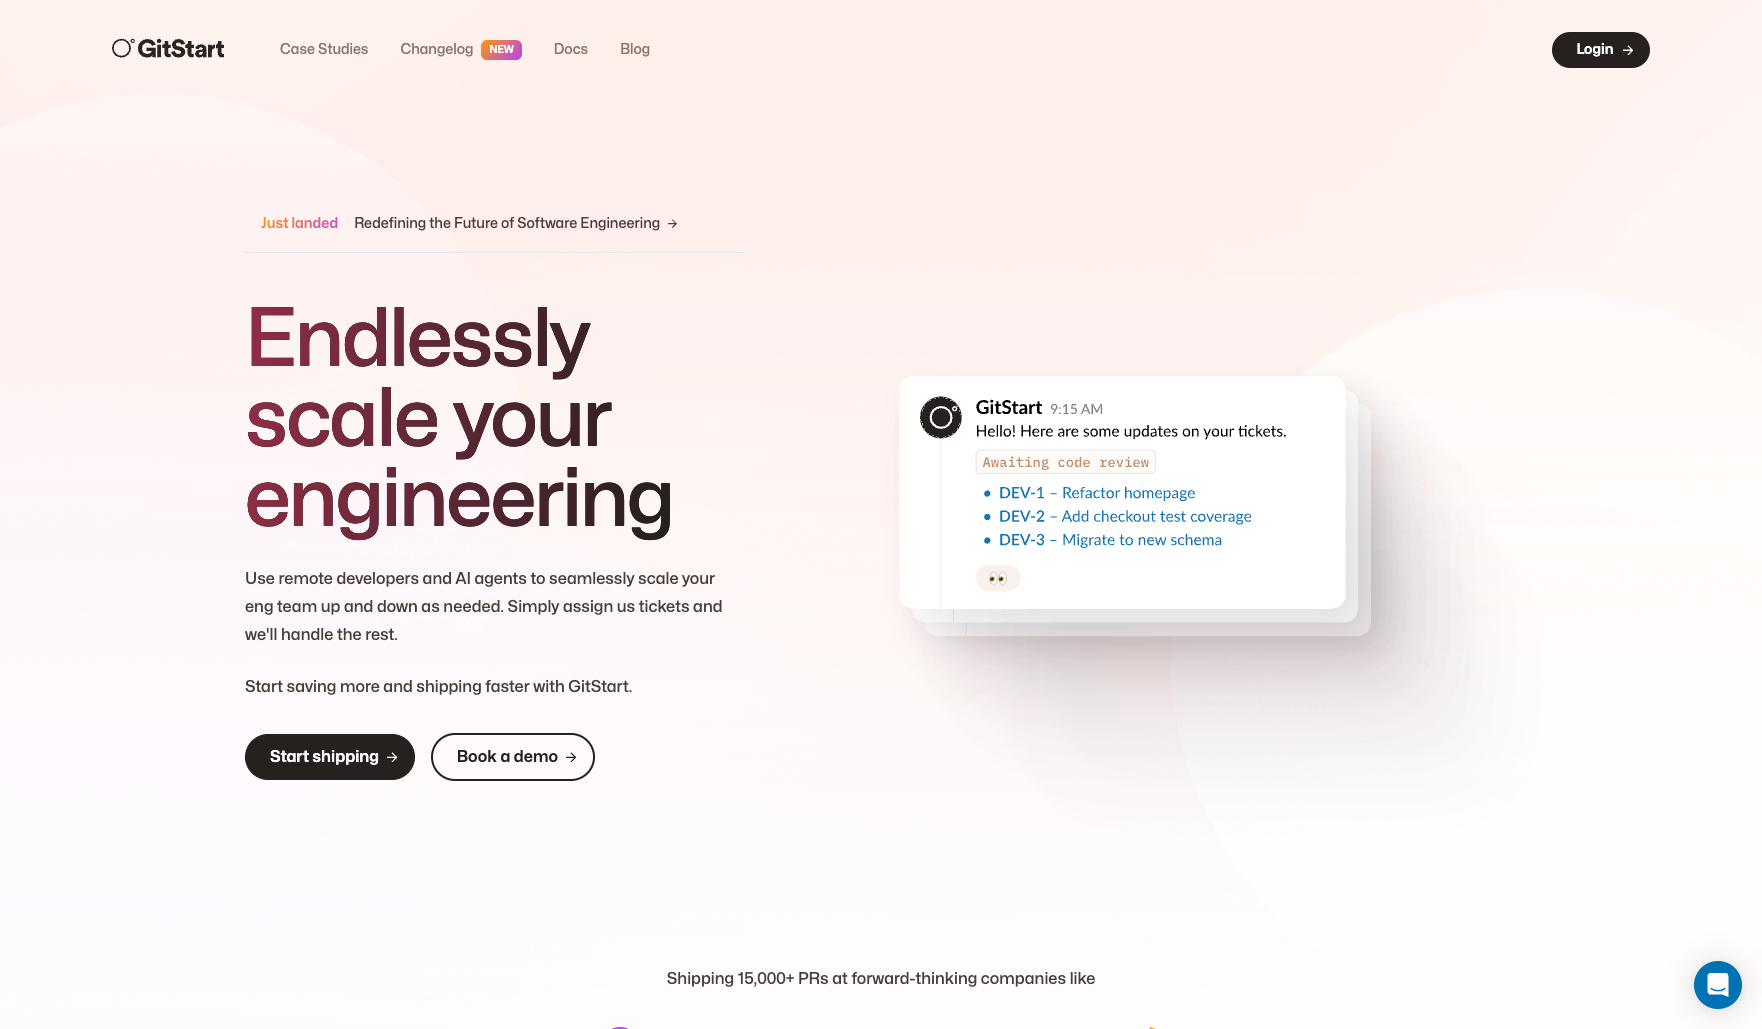 GitStart
Case Studies
Changelog NEW
Docs
Blog
Login →
Just landed Redefining the Future of Software Engineering →
Endlessly
scale your
engineering
Use remote developers and AI agents to seamlessly scale your
eng team up and down as needed. Simply assign us tickets and
we'll handle the rest.
Start saving more and shipping faster with GitStart.
Start shipping →
Book a demo →
GitStart 9:15 AM
Hello! Here are some updates on your tickets.
Awaiting code review
• DEV-1 – Refactor homepage
• DEV-2 – Add checkout test coverage
• DEV-3 – Migrate to new schema
Shipping 15,000+ PRs at forward-thinking companies like